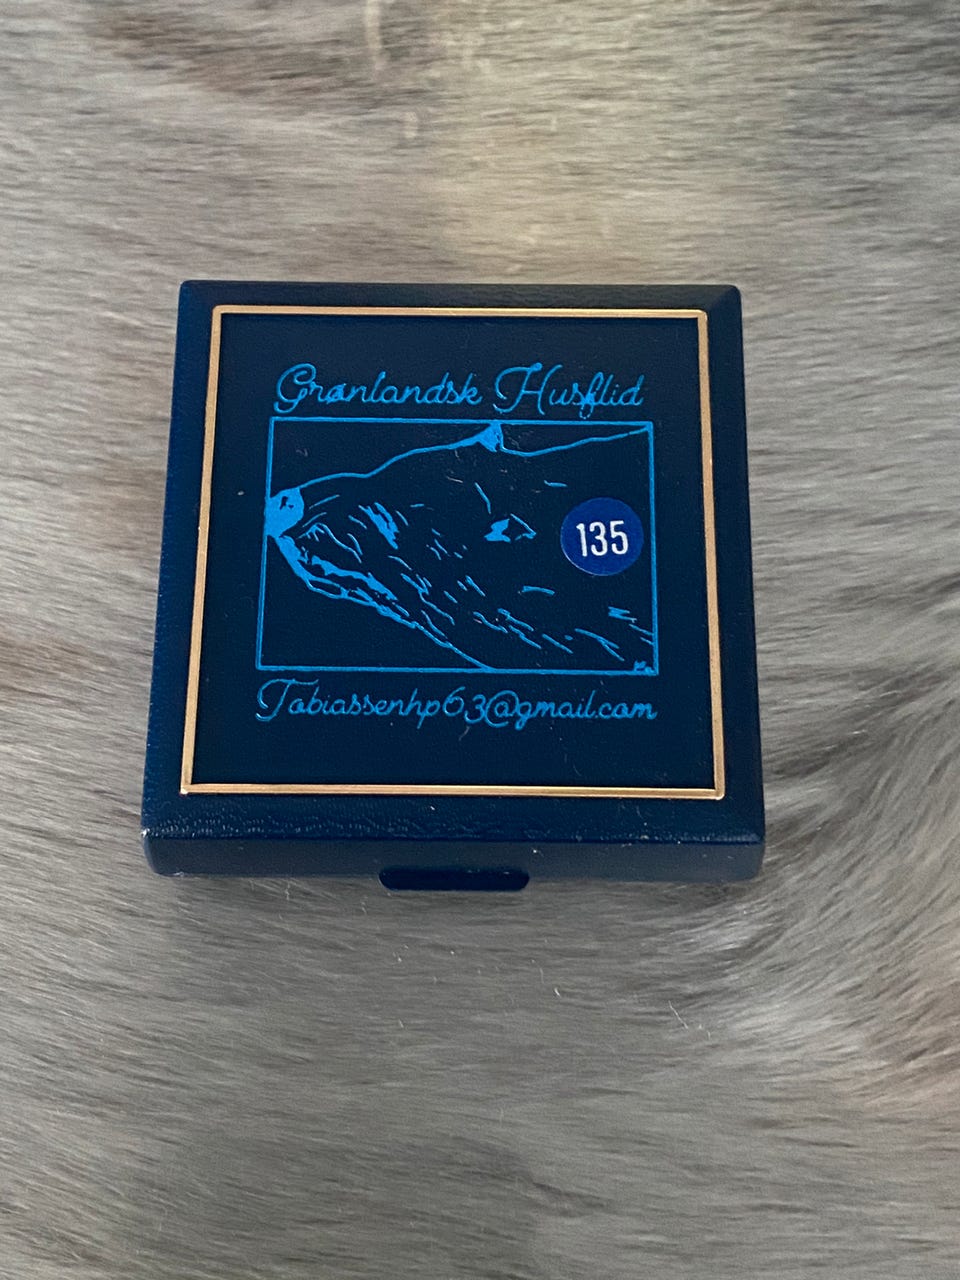 Grønlandsk Husflid
135
Tobiassenhp63@gmail.com